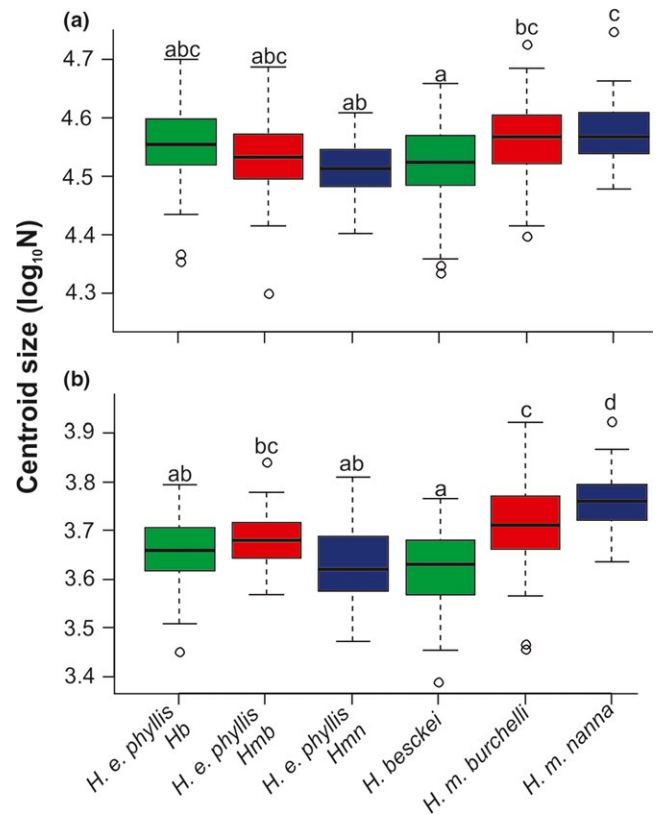 (a)
abc
abc
ab
a
bc
c
4.7
4.6
4.5
4.4
4.3
Centroid size (log₁₀N)
(b)
ab
bc
ab
a
c
d
3.9
3.8
3.7
3.6
3.5
3.4
H. e. phyllis
Hb
H. e. phyllis
Hmb
H. e. phyllis
Hmn
H. besckei
H. m. burchelli
H. m. nanna